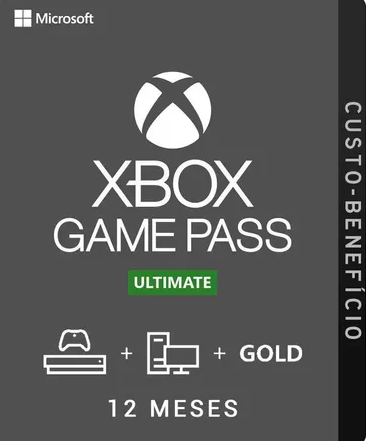 Microsoft
XBOX
GAME PASS
ULTIMATE
+ + GOLD
12 MESES
CUSTO-BENEFÍCIO